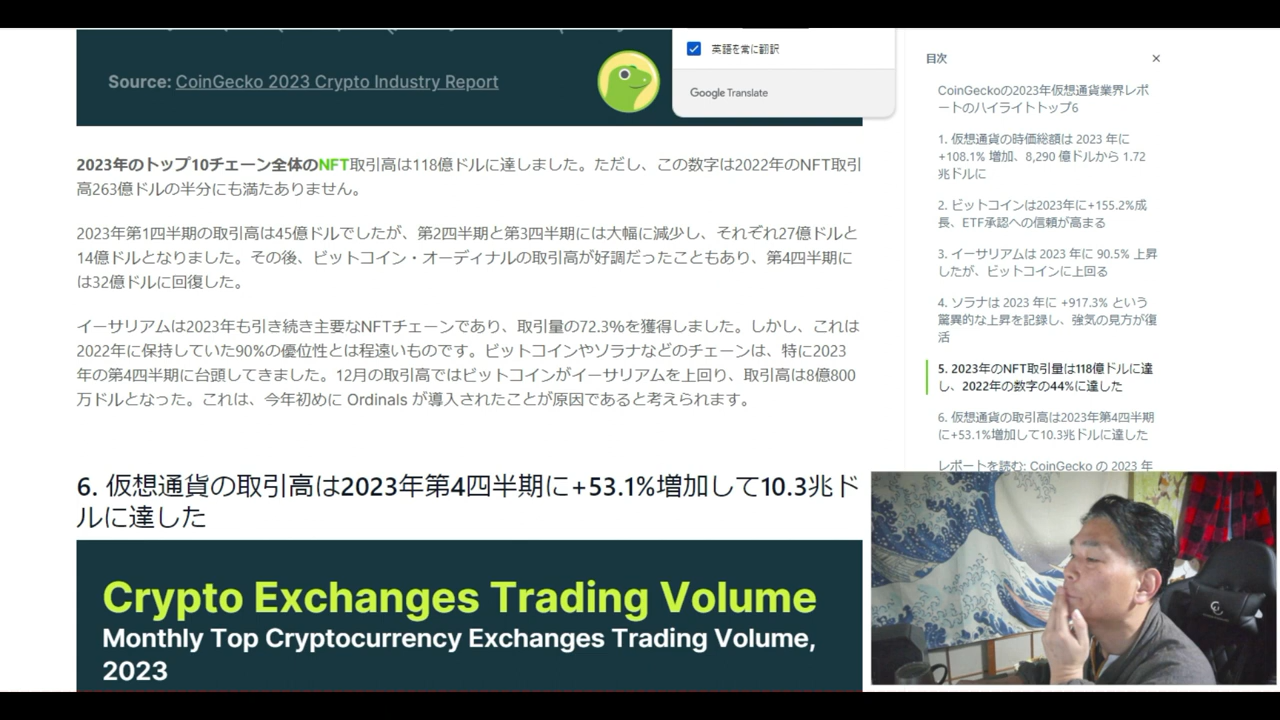 Source: CoinGecko 2023 Crypto Industry Report
英語を常に翻訳
Google Translate
2023年のトップ10チェーン全体のNFT取引高は118億ドルに達しました。ただし、この数字は2022年のNFT取引
高263億ドルの半分にも満たありません。
2023年第1四半期の取引高は45億ドルでしたが、第2四半期と第3四半期には大幅に減少し、それぞれ27億ドルと
14億ドルとなりました。その後、ビットコイン・オーディナルの取引高が好調だったこともあり、第4四半期に
は32億ドルに回復した。
イーサリアムは2023年も引き続き主要なNFTチェーンであり、取引量の72.3%を獲得しました。しかし、これは
2022年に保持していた90%の優位性とは程遠いものです。ビットコインやソラナなどのチェーンは、特に2023
年の第4四半期に台頭してきました。12月の取引高ではビットコインがイーサリアムを上回り、取引高は8億800
万ドルとなった。これは、今年初めに Ordinals が導入されたことが原因であると考えられます。
6. 仮想通貨の取引高は2023年第4四半期に+53.1%増加して10.3兆ド
ルに達した
Crypto Exchanges Trading Volume
Monthly Top Cryptocurrency Exchanges Trading Volume,
2023
目次
CoinGeckoの2023年仮想通貨業界レポ
ートのハイライトトップ6
1. 仮想通貨の時価総額は 2023 年に
+108.1% 増加、8,290 億ドルから 1.72
兆ドルに
2. ビットコインは2023年に+155.2%成
長、ETF承認への信頼が高まる
3. イーサリアムは 2023 年に 90.5% 上昇
したが、ビットコインに上回る
4. ソラナは 2023 年に +917.3% という
驚異的な上昇を記録し、強気の見方が復
活
5. 2023年のNFT取引量は118億ドルに達
し、2022年の数字の44%に達した
6. 仮想通貨の取引高は2023年第4四半期
に+53.1%増加して10.3兆ドルに達した
レポートを読む: CoinGecko の 2023 年